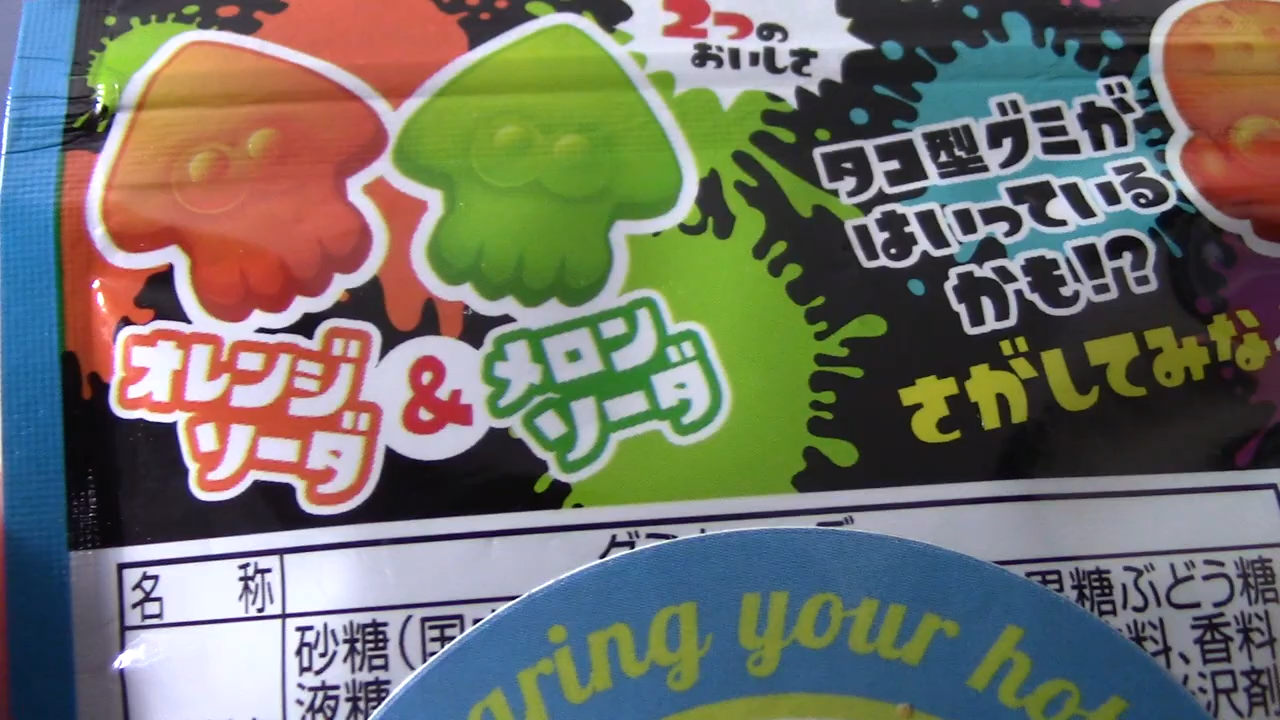 2つの
おいしさ
オレンジ
ソーダ
&
メロン
ソーダ
タコ型グミが
はいっている
かも!?
さがしてみな
名 称
砂糖(国
液糖
糖ぶどう糖
料、香料
沢剤
aring your ho